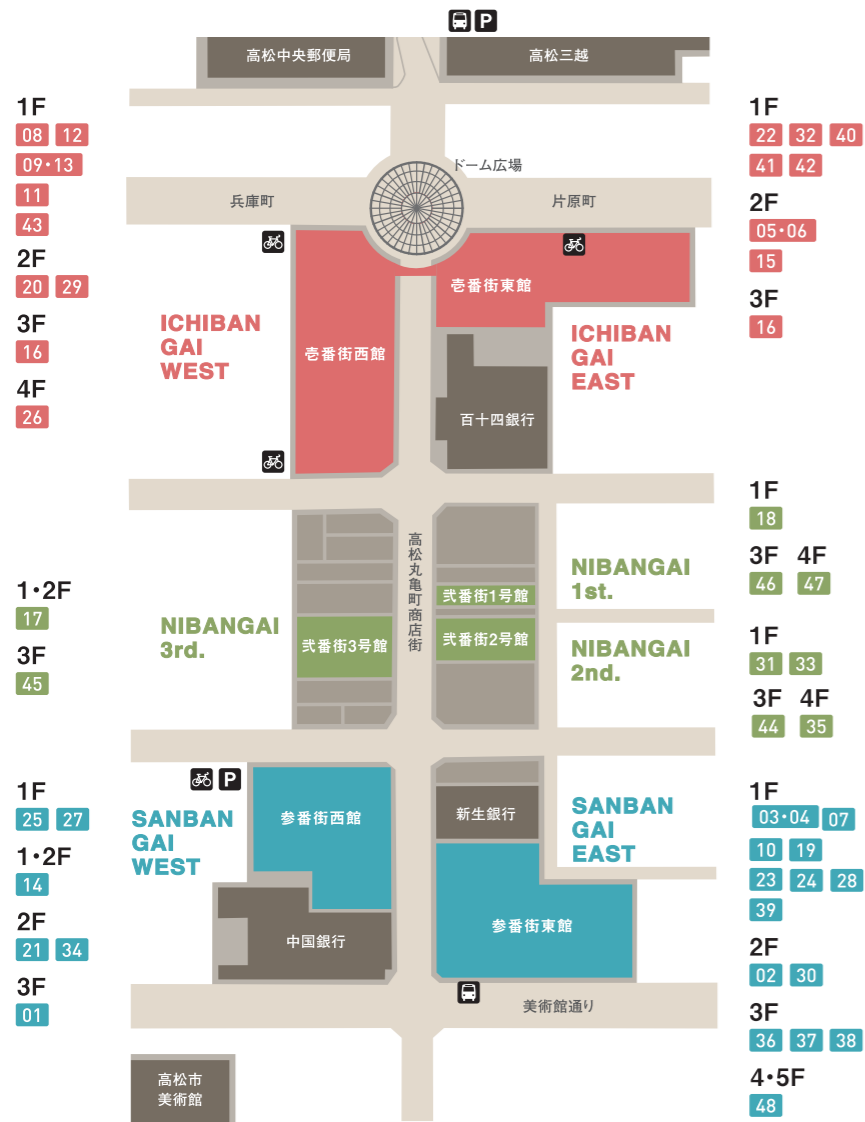 P
高松中央郵便局
高松三越
1F
08 12
09・13
11
43
2F
20 29
3F
16
4F
26
1F
22 32 40
41 42
2F
05・06
15
3F
16
ドーム広場
兵庫町
片原町
壱番街東館
ICHIBAN
GAI
WEST
壱番街西館
ICHIBAN
GAI
EAST
百十四銀行
高松丸亀町商店街
1F
18
3F 4F
46 47
NIBANGAI
1st.
弐番街1号館
1・2F
17
3F
45
NIBANGAI
3rd.
弐番街3号館
弐番街2号館
NIBANGAI
2nd.
1F
31 33
3F 4F
44 35
P
1F
25 27
1・2F
14
2F
21 34
3F
01
SANBAN
GAI
WEST
参番街西館
新生銀行
SANBAN
GAI
EAST
1F
03・04 07
10 19
23 24 28
39
2F
02 30
3F
36 37 38
4・5F
48
中国銀行
参番街東館
美術館通り
高松市
美術館